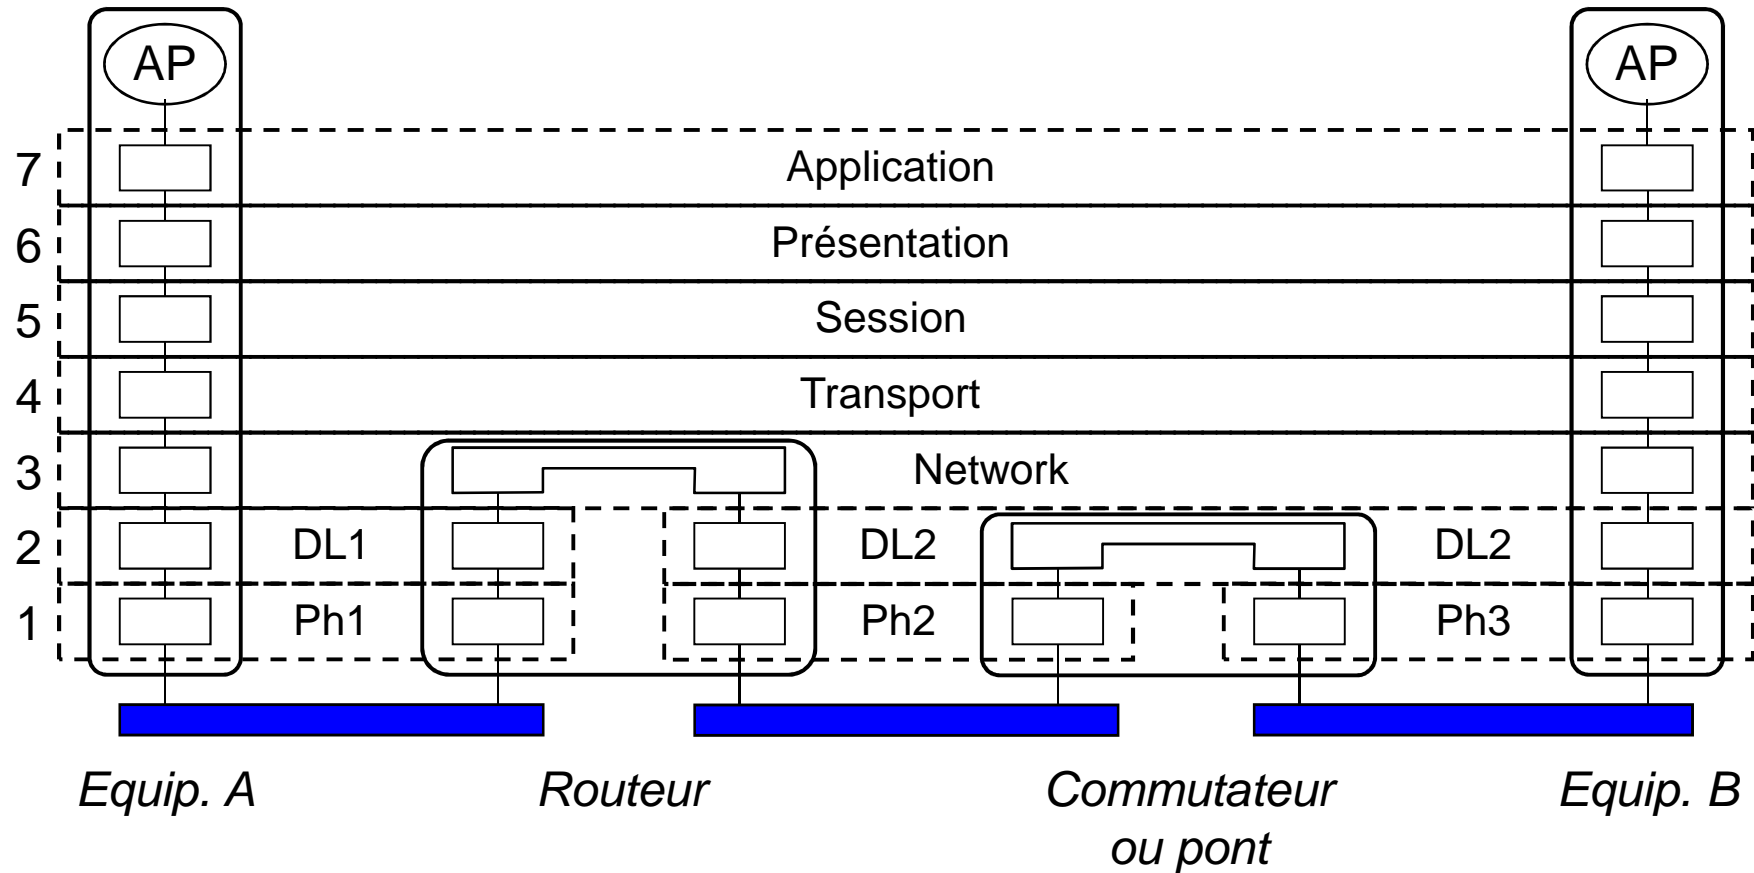 AP AP
7 Application
6 Présentation
5 Session
4 Transport
3 Network
2 DL1 DL2 DL2
1 Ph1 Ph2 Ph3
Equip. A Routeur Commutateur Equip. B
ou pont